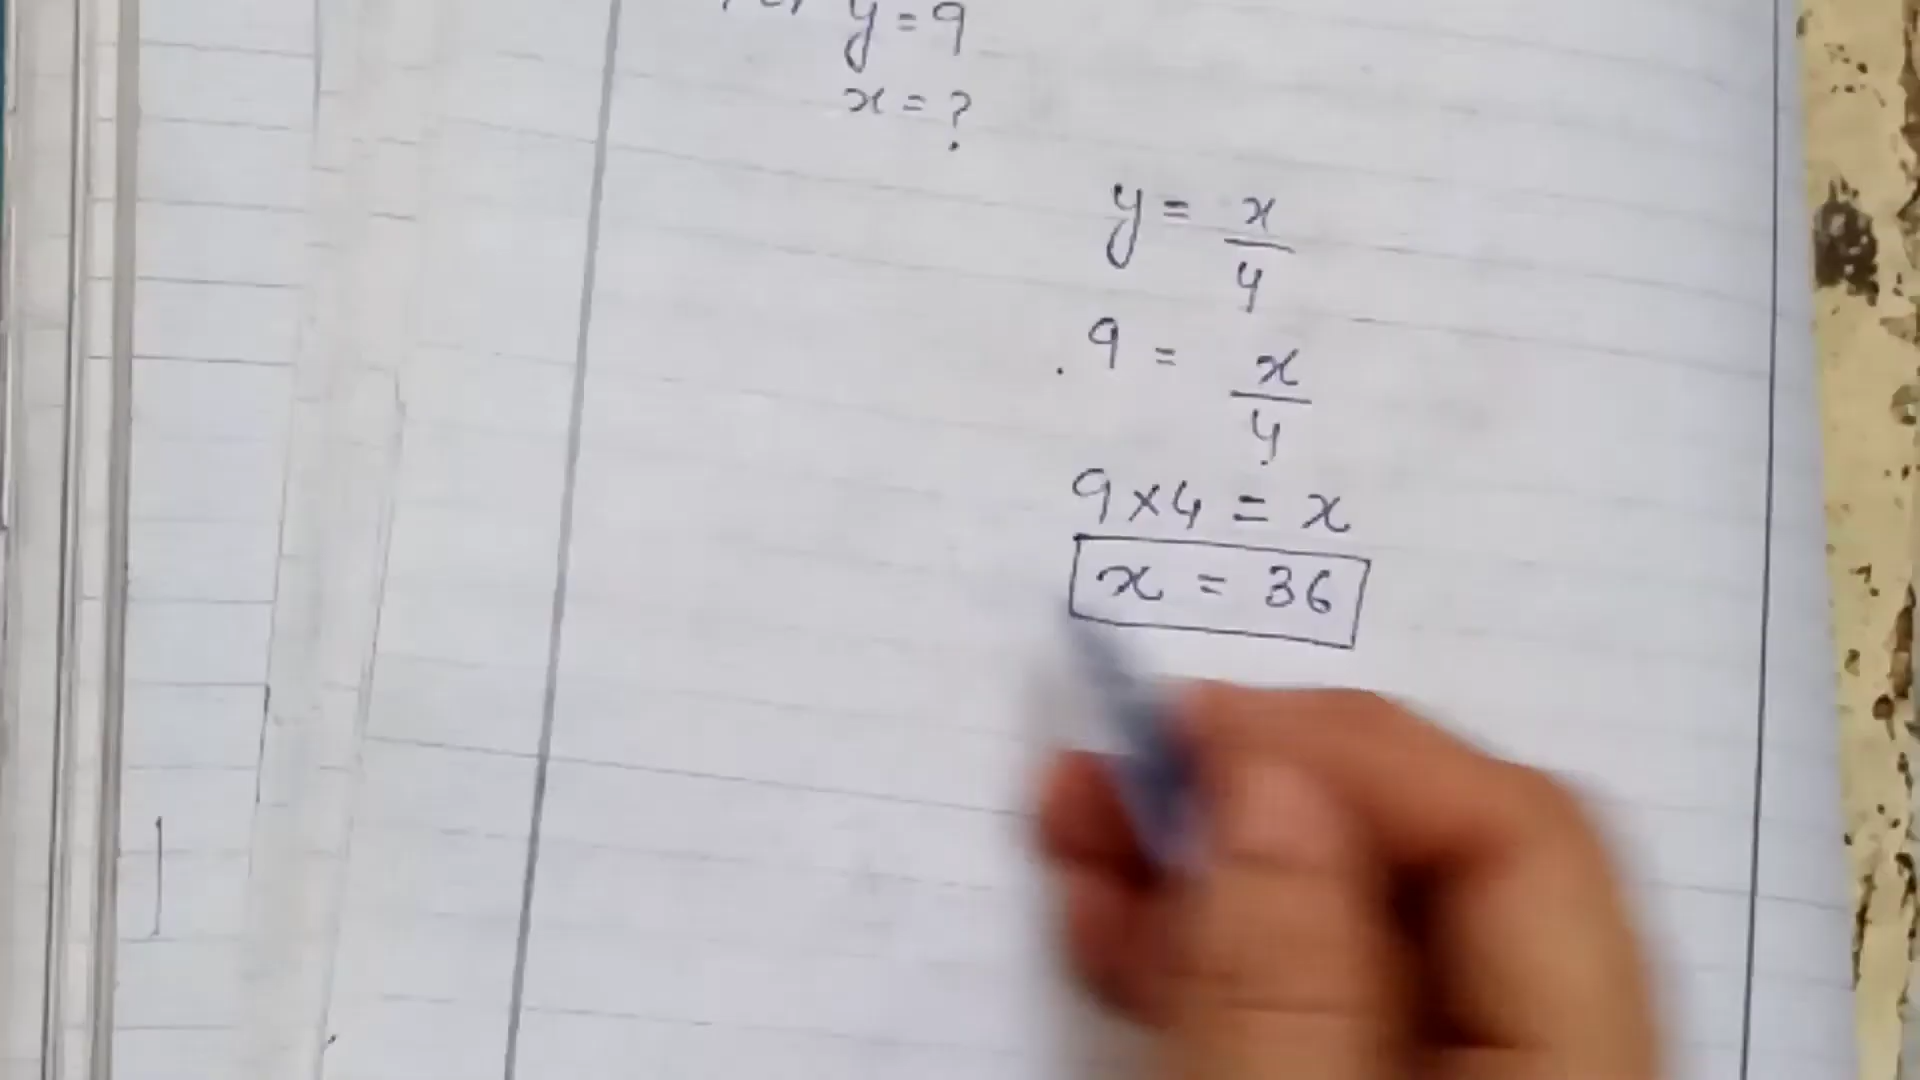 y = 9
x = ?
y = x/4
9 = x/4
9 × 4 = x
x = 36